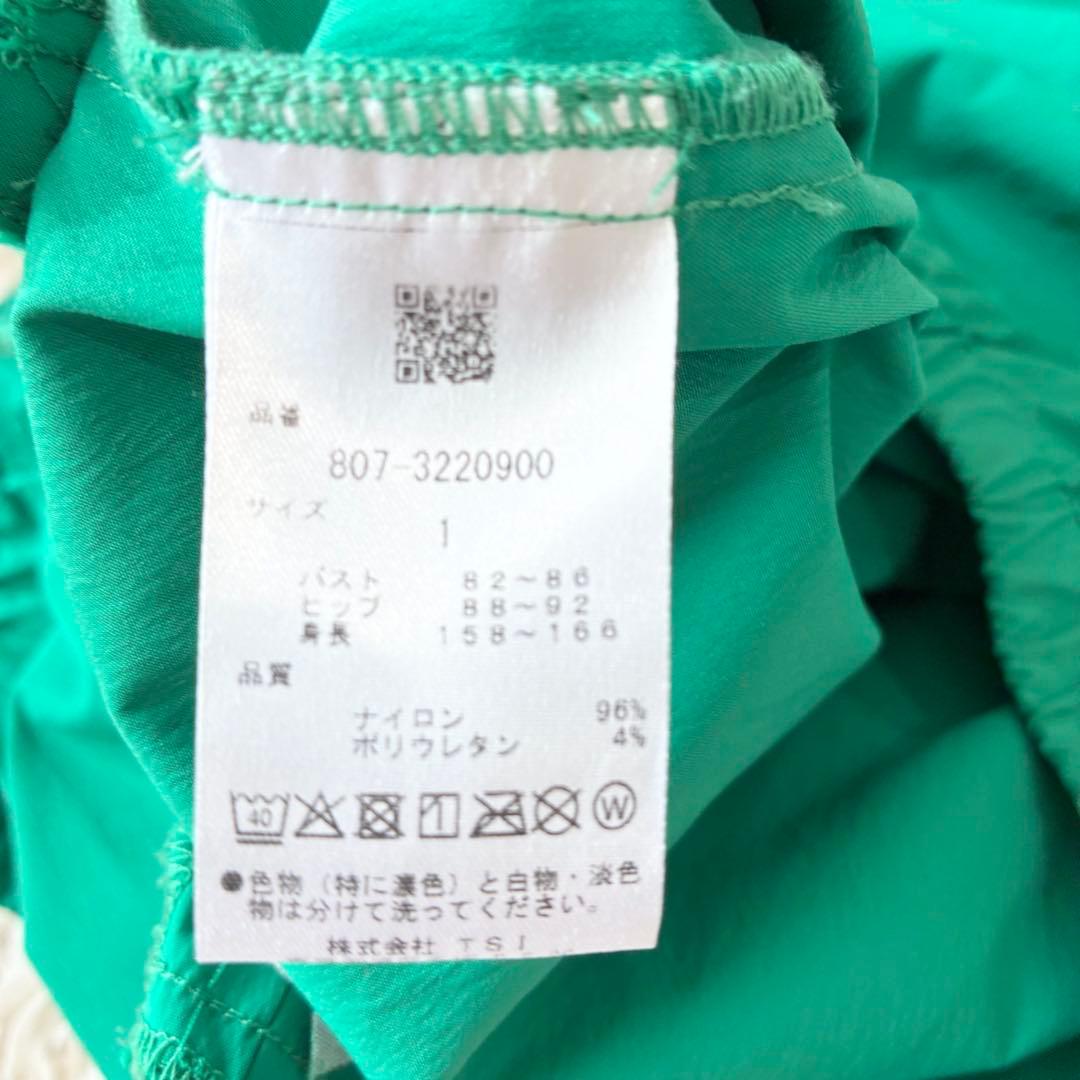 品番
807-3220900
サイズ
1
バスト 82～86
ヒップ 88～92
身長 158～166
品質
ナイロン 96%
ポリウレタン 4%
40 W
●色物(特に濃色)と白物・淡色
物は分けて洗ってください。
株式会社 TSI